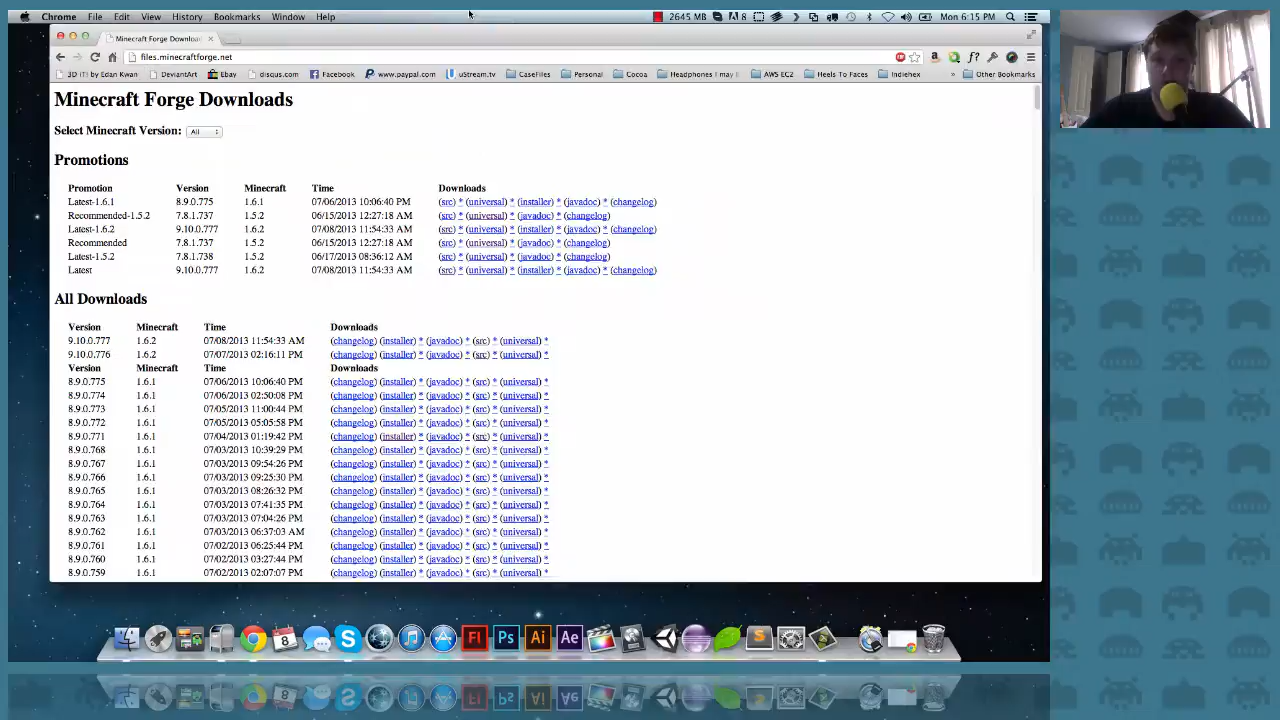 Chrome File Edit View History Bookmarks Window Help 2645 MB 8 Mon 6:15 PM
Minecraft Forge Downloa
files.minecraftforge.net
3D iT) by Edan Kwan DeviantArt Ebay disqus.com Facebook www.paypal.com uStream.tv CaseFiles Personal Cocoa Headphones I may l AWS EC2 Heels To Faces Indiehex » Other Bookmarks
Minecraft Forge Downloads
Select Minecraft Version: All
Promotions
Promotion Version Minecraft Time Downloads
Latest-1.6.1 8.9.0.775 1.6.1 07/06/2013 10:06:40 PM (src) * (universal) * (installer) * (javadoc) * (changelog)
Recommended-1.5.2 7.8.1.737 1.5.2 06/15/2013 12:27:18 AM (src) * (universal) * (javadoc) * (changelog)
Latest-1.6.2 9.10.0.777 1.6.2 07/08/2013 11:54:33 AM (src) * (universal) * (installer) * (javadoc) * (changelog)
Recommended 7.8.1.737 1.5.2 06/15/2013 12:27:18 AM (src) * (universal) * (javadoc) * (changelog)
Latest-1.5.2 7.8.1.738 1.5.2 06/17/2013 08:36:12 AM (src) * (universal) * (javadoc) * (changelog)
Latest 9.10.0.777 1.6.2 07/08/2013 11:54:33 AM (src) * (universal) * (installer) * (javadoc) * (changelog)
All Downloads
Version Minecraft Time Downloads
9.10.0.777 1.6.2 07/08/2013 11:54:33 AM (changelog) (installer) * (javadoc) * (src) * (universal) *
9.10.0.776 1.6.2 07/07/2013 02:16:11 PM (changelog) (installer) * (javadoc) * (src) * (universal) *
Version Minecraft Time Downloads
8.9.0.775 1.6.1 07/06/2013 10:06:40 PM (changelog) (installer) * (javadoc) * (src) * (universal) *
8.9.0.774 1.6.1 07/06/2013 02:50:08 PM (changelog) (installer) * (javadoc) * (src) * (universal) *
8.9.0.773 1.6.1 07/05/2013 11:00:44 PM (changelog) (installer) * (javadoc) * (src) * (universal) *
8.9.0.772 1.6.1 07/05/2013 05:05:58 PM (changelog) (installer) * (javadoc) * (src) * (universal) *
8.9.0.771 1.6.1 07/04/2013 01:19:42 PM (changelog) (installer) * (javadoc) * (src) * (universal) *
8.9.0.768 1.6.1 07/03/2013 10:39:29 PM (changelog) (installer) * (javadoc) * (src) * (universal) *
8.9.0.767 1.6.1 07/03/2013 09:54:26 PM (changelog) (installer) * (javadoc) * (src) * (universal) *
8.9.0.766 1.6.1 07/03/2013 09:25:30 PM (changelog) (installer) * (javadoc) * (src) * (universal) *
8.9.0.765 1.6.1 07/03/2013 08:26:32 PM (changelog) (installer) * (javadoc) * (src) * (universal) *
8.9.0.764 1.6.1 07/03/2013 07:41:35 PM (changelog) (installer) * (javadoc) * (src) * (universal) *
8.9.0.763 1.6.1 07/03/2013 07:04:26 PM (changelog) (installer) * (javadoc) * (src) * (universal) *
8.9.0.762 1.6.1 07/03/2013 06:37:03 AM (changelog) (installer) * (javadoc) * (src) * (universal) *
8.9.0.761 1.6.1 07/02/2013 06:25:44 PM (changelog) (installer) * (javadoc) * (src) * (universal) *
8.9.0.760 1.6.1 07/02/2013 03:27:44 PM (changelog) (installer) * (javadoc) * (src) * (universal) *
8.9.0.759 1.6.1 07/02/2013 02:07:07 PM (changelog) (installer) * (javadoc) * (src) * (universal) *
8 Fl Ps Ai Ae